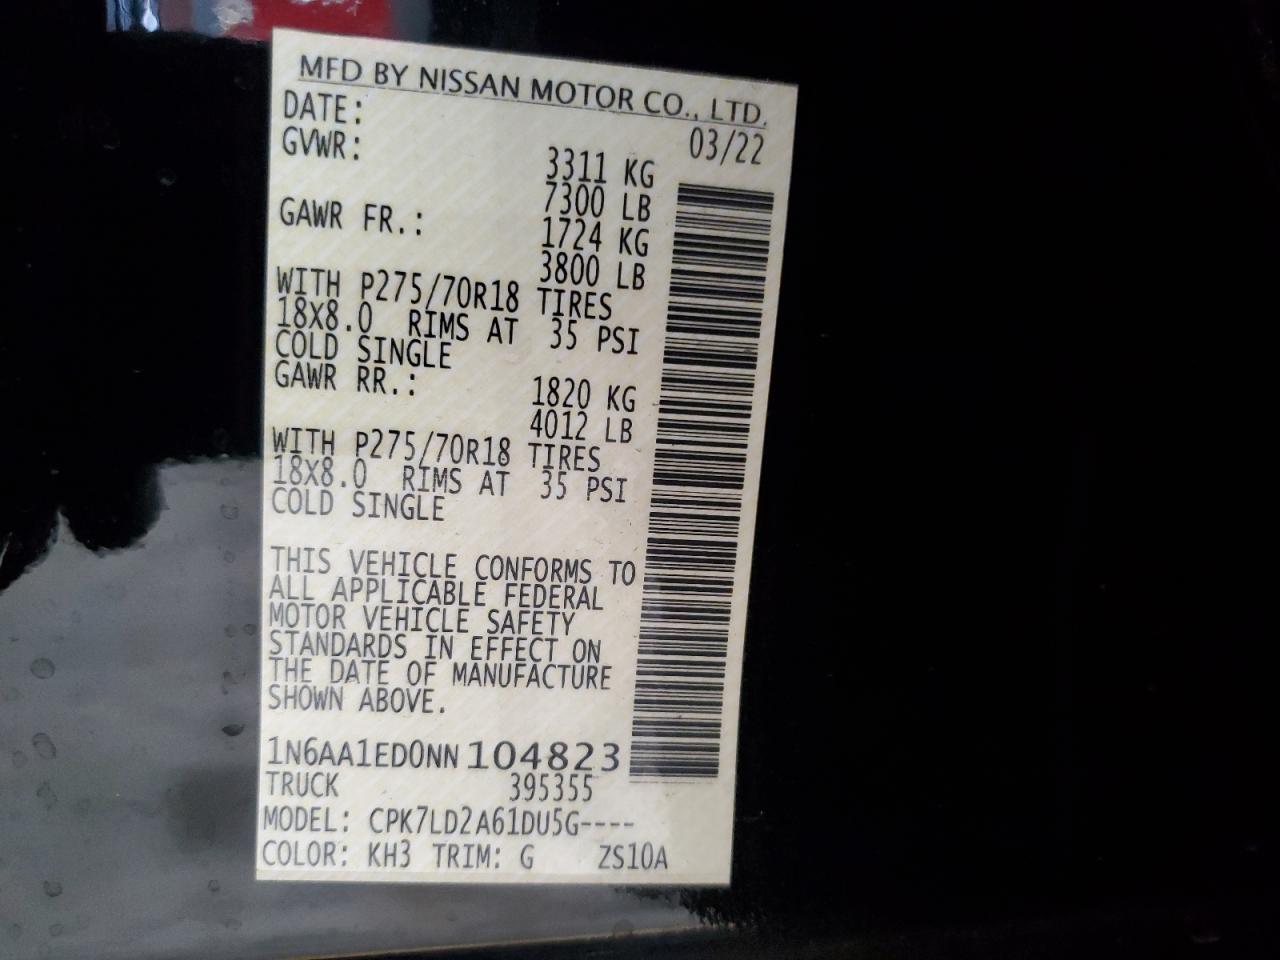 MFD BY NISSAN MOTOR CO., LTD.
DATE: 03/22
GVWR: 3311 KG
7300 LB
GAWR FR.: 1724 KG
3800 LB
WITH P275/70R18 TIRES
18X8.0 RIMS AT 35 PSI
COLD SINGLE
GAWR RR.: 1820 KG
4012 LB
WITH P275/70R18 TIRES
18X8.0 RIMS AT 35 PSI
COLD SINGLE
THIS VEHICLE CONFORMS TO
ALL APPLICABLE FEDERAL
MOTOR VEHICLE SAFETY
STANDARDS IN EFFECT ON
THE DATE OF MANUFACTURE
SHOWN ABOVE.
1N6AA1ED0NN104823
TRUCK 395355
MODEL: CPK7LD2A61DU5G----
COLOR: KH3 TRIM: G ZS10A